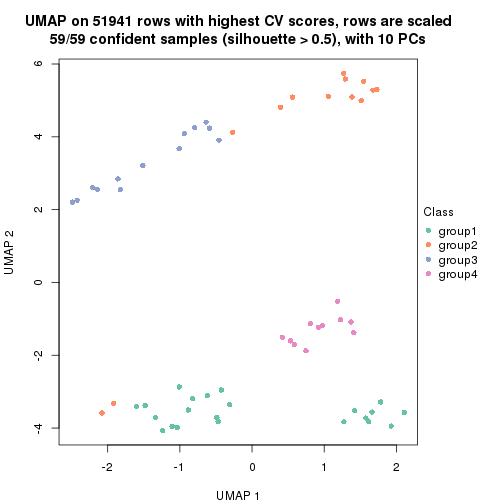 UMAP on 51941 rows with highest CV scores, rows are scaled
59/59 confident samples (silhouette > 0.5), with 10 PCs
6
4
2
0
-2
-4
UMAP 2
-2
-1
0
1
2
UMAP 1
Class
group1
group2
group3
group4